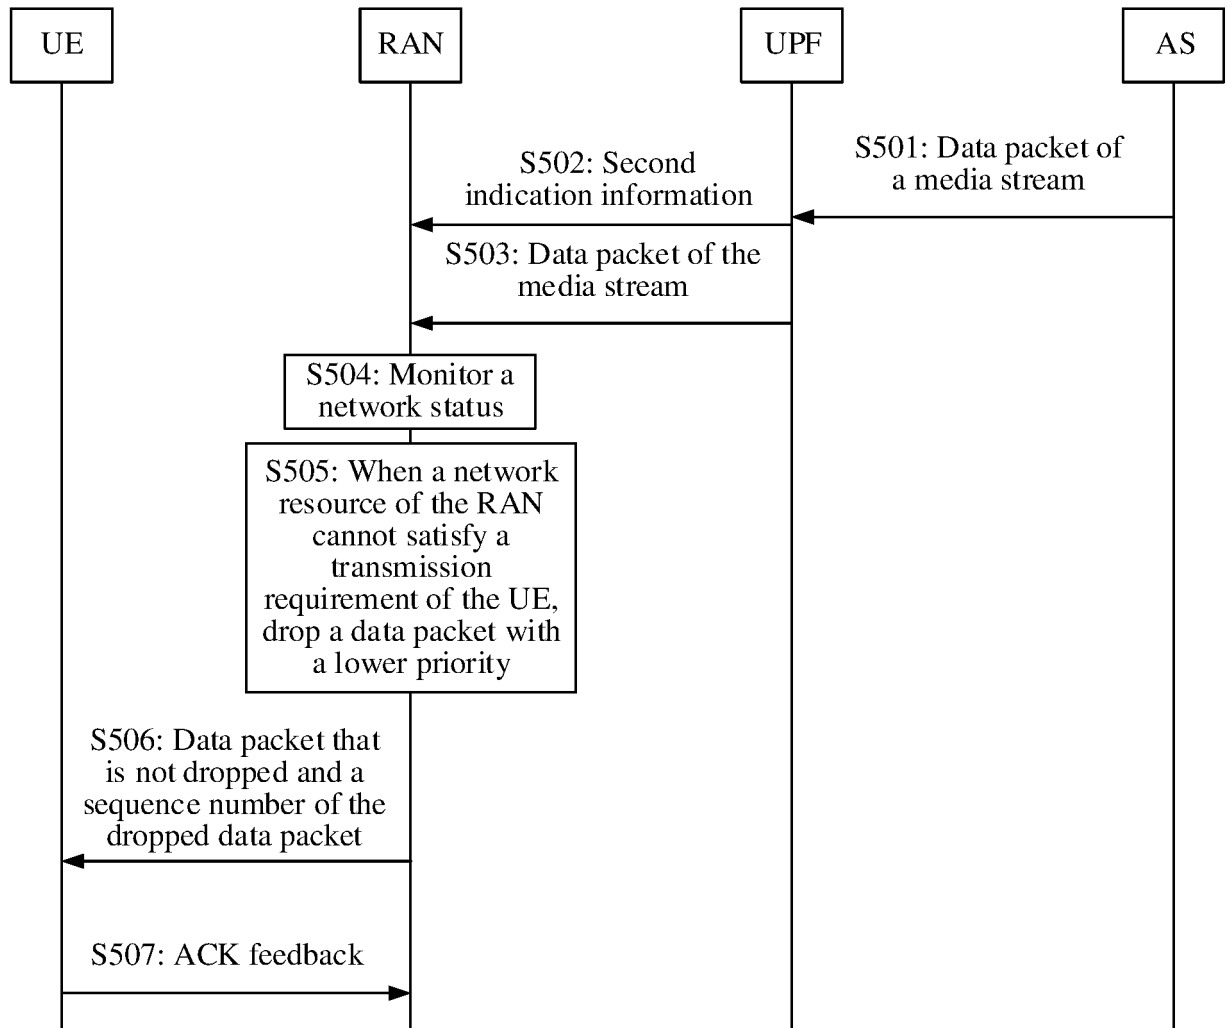 UE
RAN
UPF
AS
S501: Data packet of
a media stream
S502: Second
indication information
S503: Data packet of the
media stream
S504: Monitor a
network status
S505: When a network
resource of the RAN
cannot satisfy a
transmission
requirement of the UE,
drop a data packet with
a lower priority
S506: Data packet that
is not dropped and a
sequence number of the
dropped data packet
S507: ACK feedback